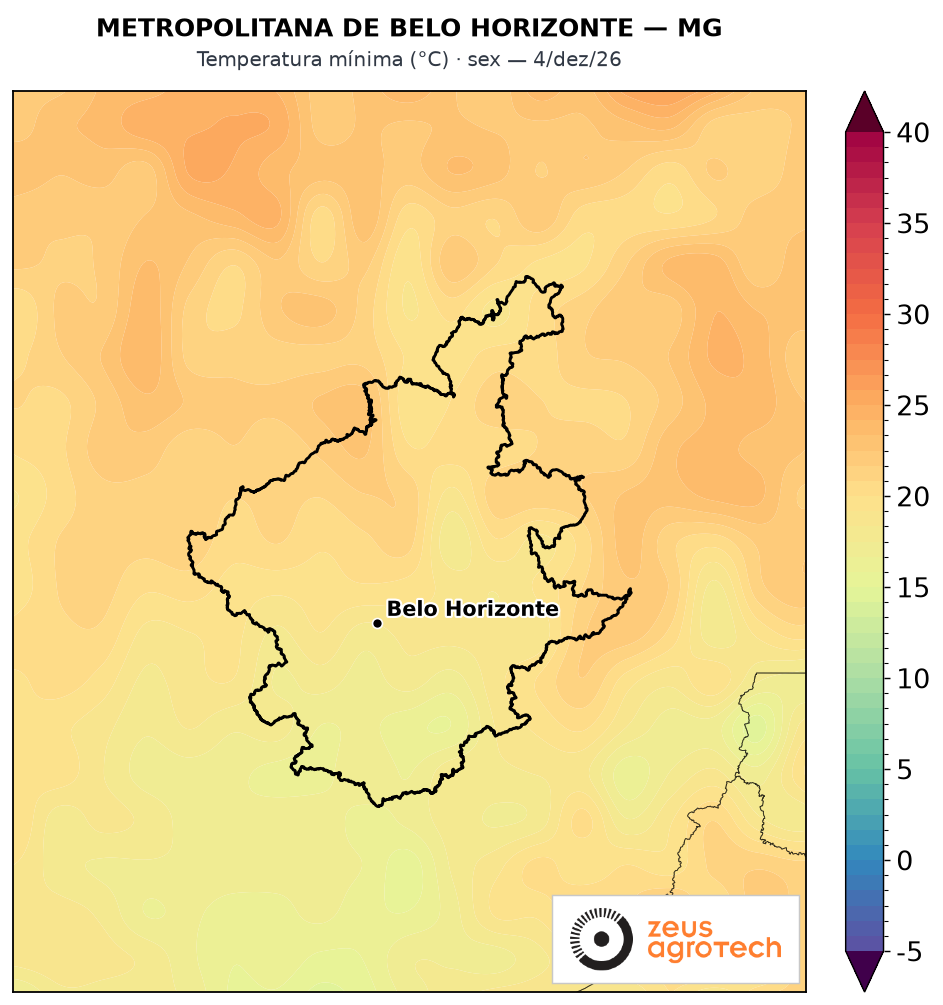 METROPOLITANA DE BELO HORIZONTE — MG
Temperatura mínima (°C) · sex — 4/dez/26
40
35
30
25
20
15
10
5
0
-5
Belo Horizonte
zeus
agrotech